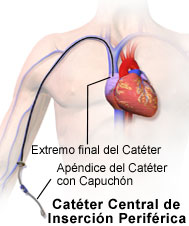 Extremo final del Catéter
Apéndice del Catéter
con Capuchón
Catéter Central de
Inserción Periférica